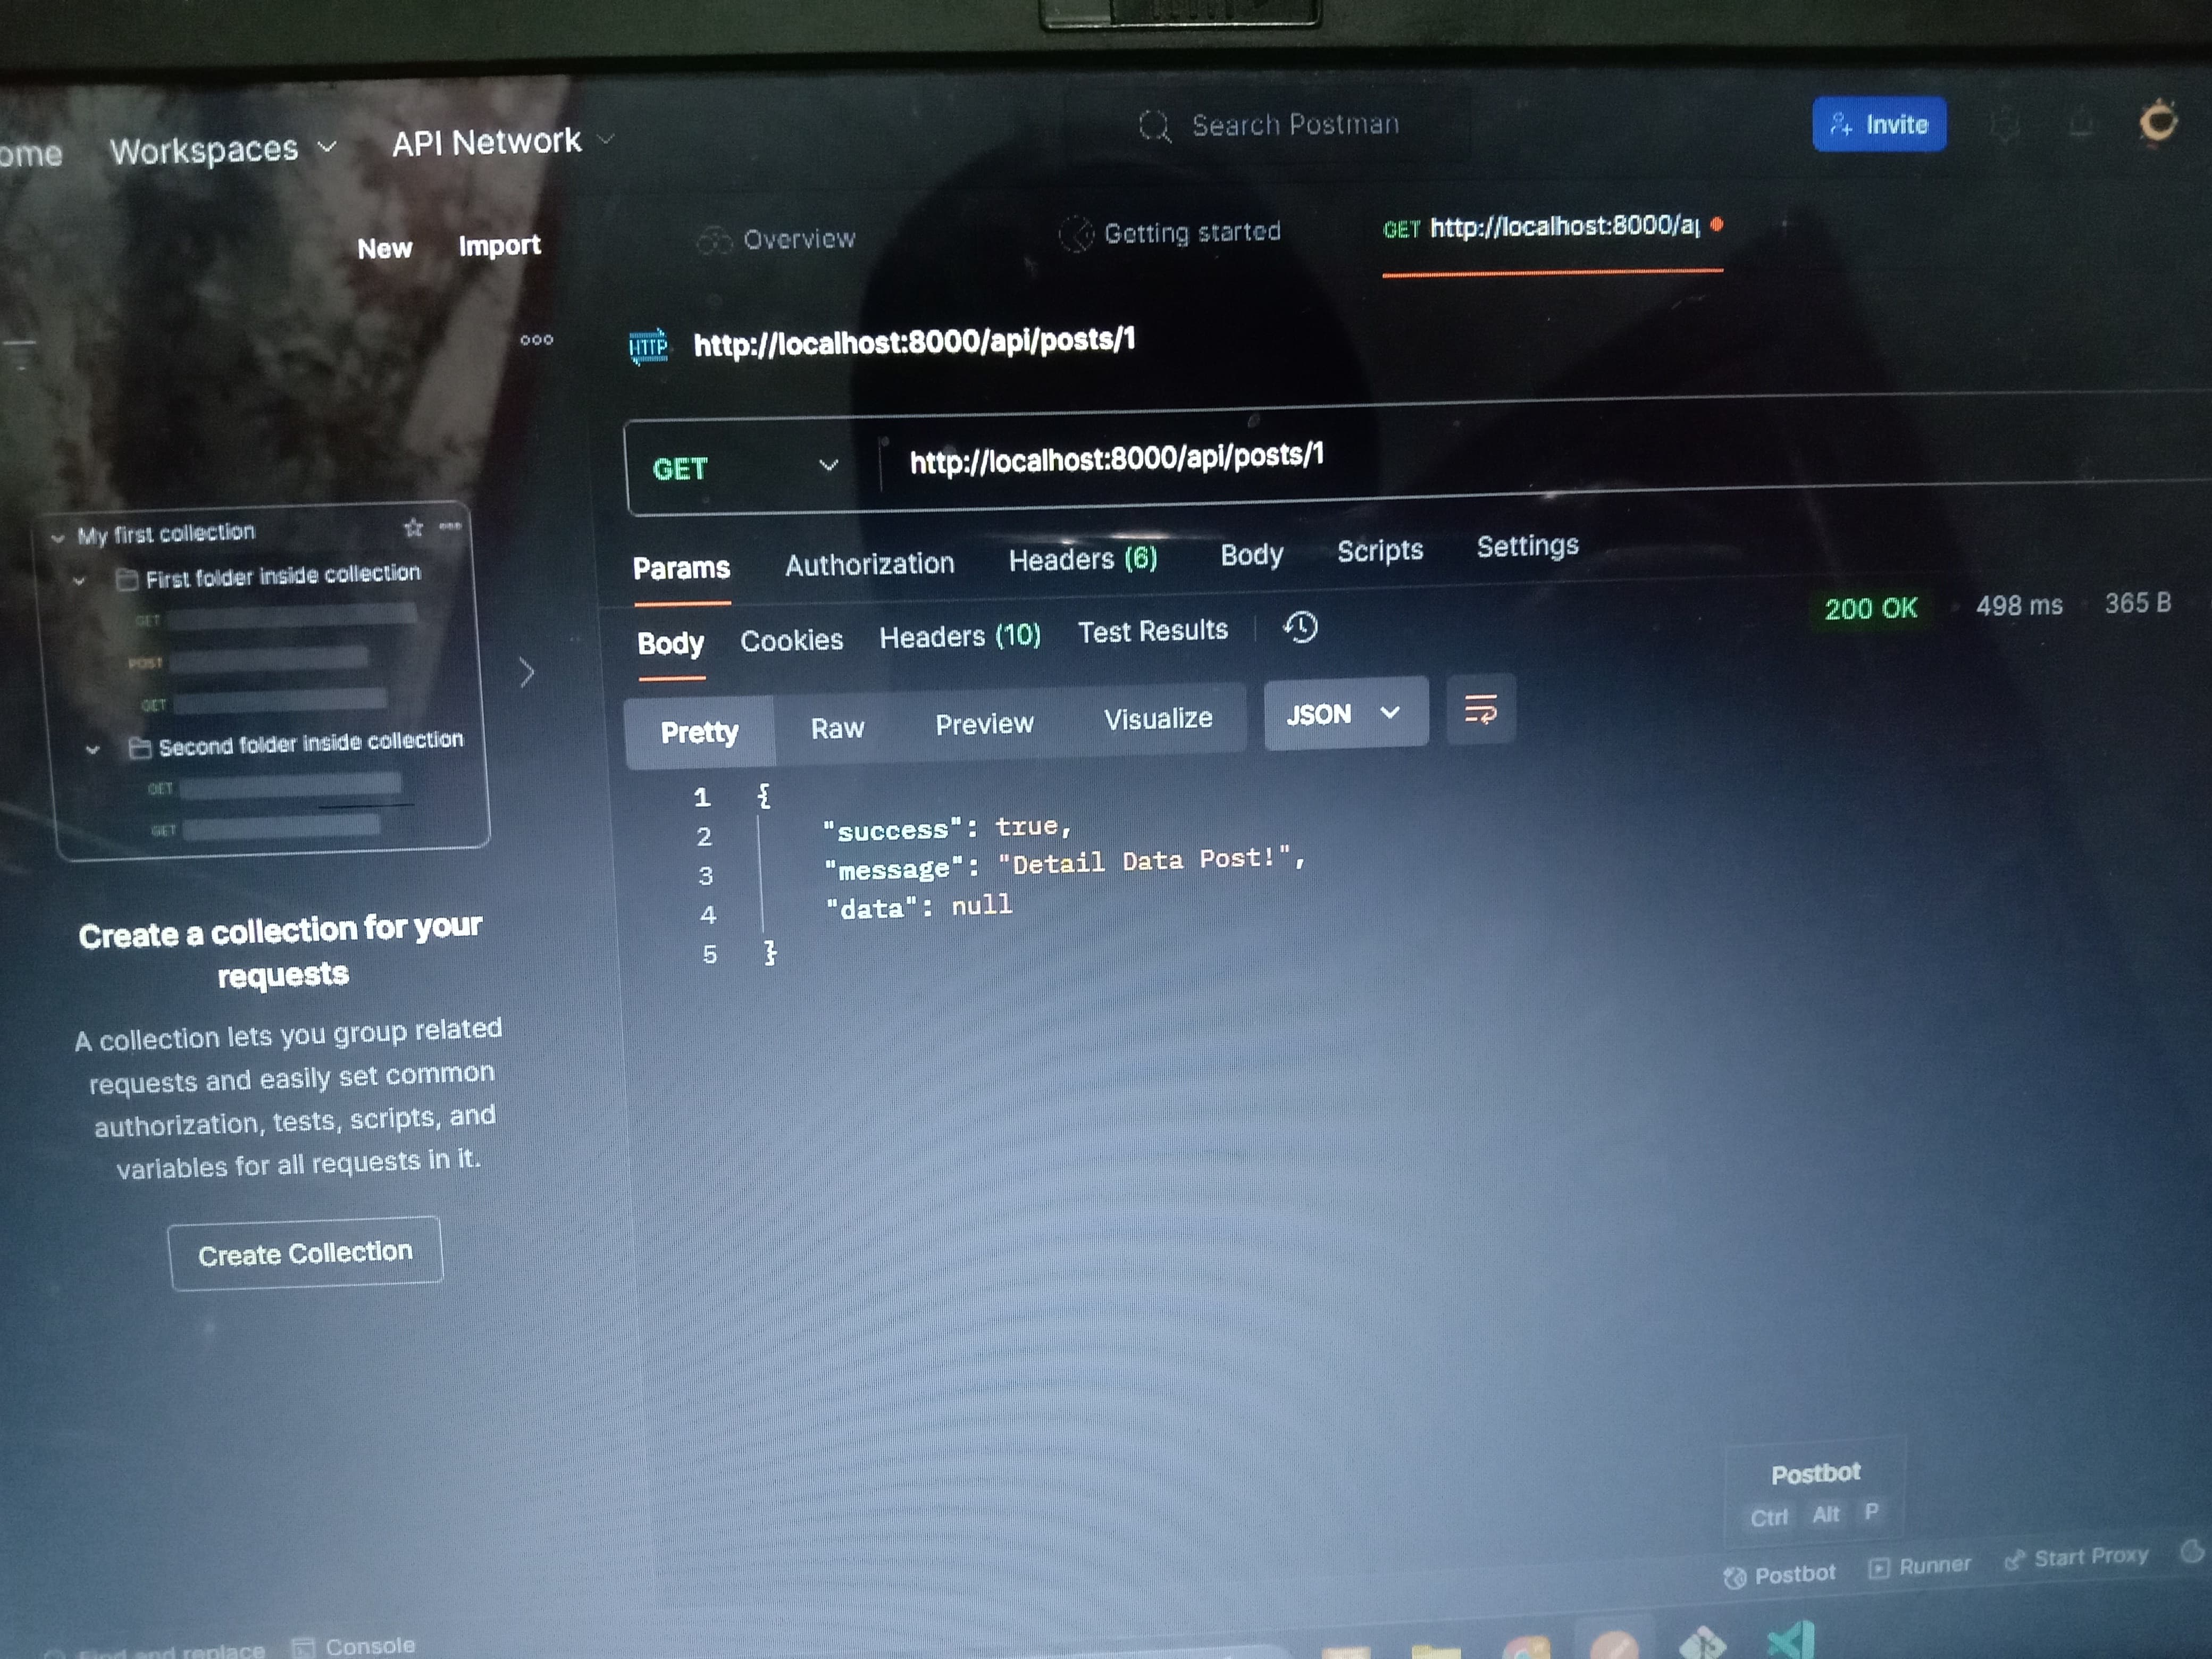 ome Workspaces API Network Search Postman Invite
New Import Overview Getting started GET http://localhost:8000/ap
HTTP http://localhost:8000/api/posts/1
GET http://localhost:8000/api/posts/1
Params Authorization Headers (6) Body Scripts Settings
Body Cookies Headers (10) Test Results 200 OK 498 ms 365 B
Pretty Raw Preview Visualize JSON
1 {
2 "success": true,
3 "message": "Detail Data Post!",
4 "data": null
5 }
My first collection
First folder inside collection
GET
POST
GET
Second folder inside collection
GET
GET
Create a collection for your
requests
A collection lets you group related
requests and easily set common
authorization, tests, scripts, and
variables for all requests in it.
Create Collection
Postbot
Ctrl Alt P
Postbot Runner Start Proxy
Find and replace Console